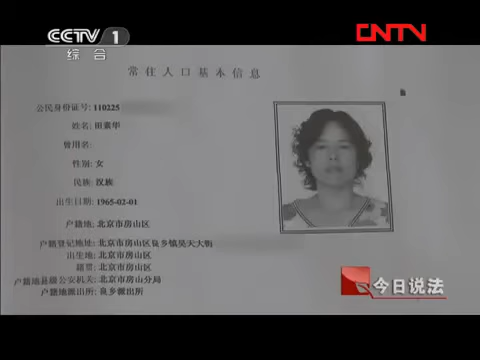 CCTV 1 CNTV
综合
常住人口基本信息
公民身份证号: 110225
姓名: 田素华
曾用名:
性别: 女
民族: 汉族
出生日期: 1965-02-01
户籍地: 北京市房山区
户籍登记地址: 北京市房山区良乡镇昊天大街
出生地: 北京市房山区
籍贯: 北京市房山区
户籍地县级公安机关: 北京市房山分局
户籍地派出所: 良乡派出所
今日说法